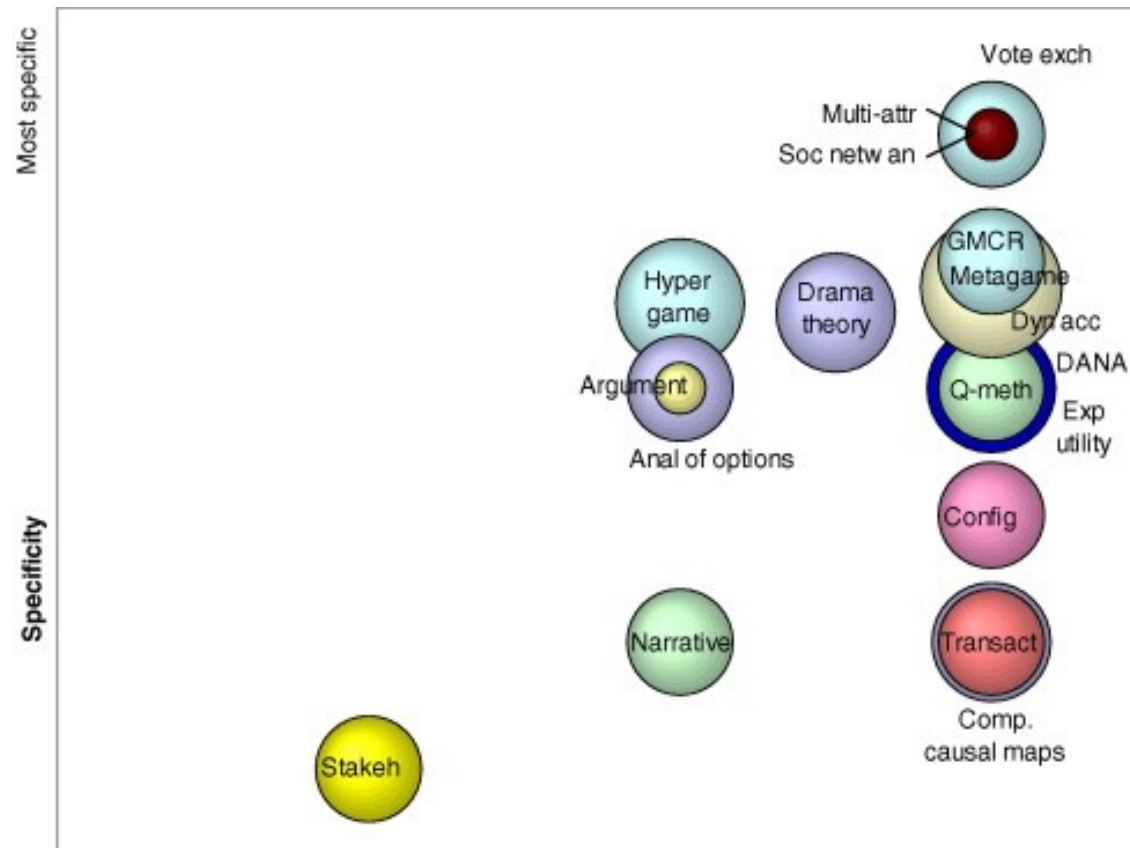 Most specific
Specificity
Vote exch
Multi-attr
Soc netw an
GMCR
Metagame
Dyn acc
Hyper
game
Drama
theory
DANA
Argument
Q-meth
Exp
utility
Anal of options
Config
Narrative
Transact
Comp.
causal maps
Stakeh